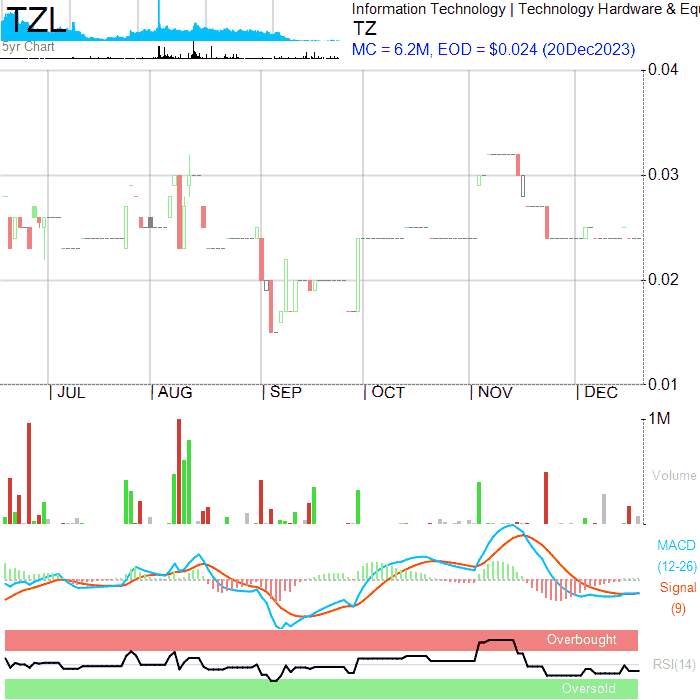 TZL
5yr Chart
Information Technology | Technology Hardware & Equ
TZ
MC = 6.2M, EOD = $0.024 (20Dec2023)
0.04
0.03
0.02
0.01
JUL AUG SEP OCT NOV DEC
1M
Volume
MACD
(12-26)
Signal
(9)
Overbought
RSI(14)
Oversold